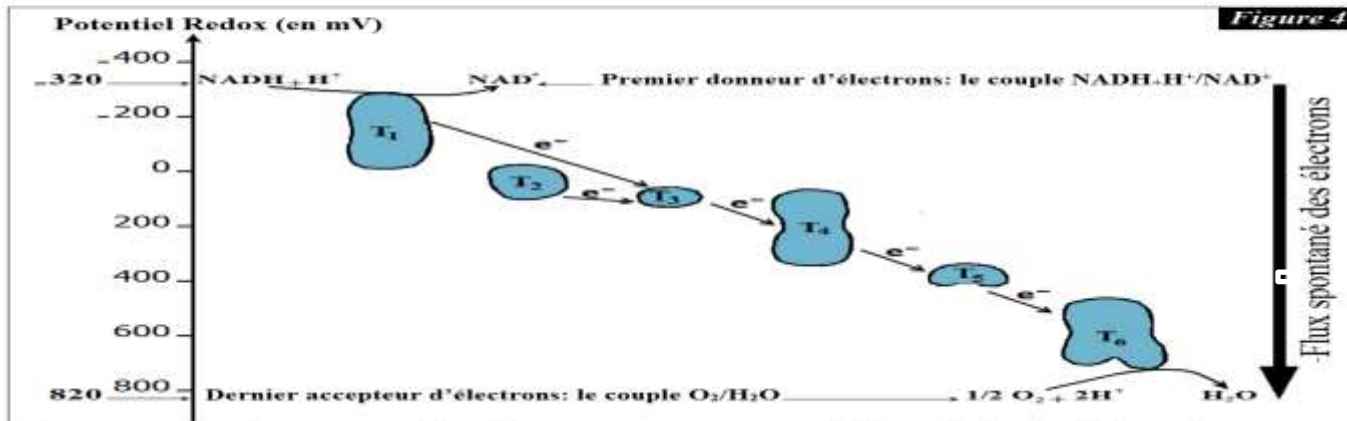 Figure 4
Potentiel Redox (en mV)
-400
-320 NADH + H⁺ NAD⁺ Premier donneur d’électrons: le couple NADH+H⁺/NAD⁺
-200
T₁
e⁻
0
T₂
e⁻
T₃
e⁻
200
T₄
e⁻
400
T₅
e⁻
600
T₆
800
820 Dernier accepteur d’électrons: le couple O₂/H₂O 1/2 O₂ + 2H⁺ H₂O
Flux spontané des électrons